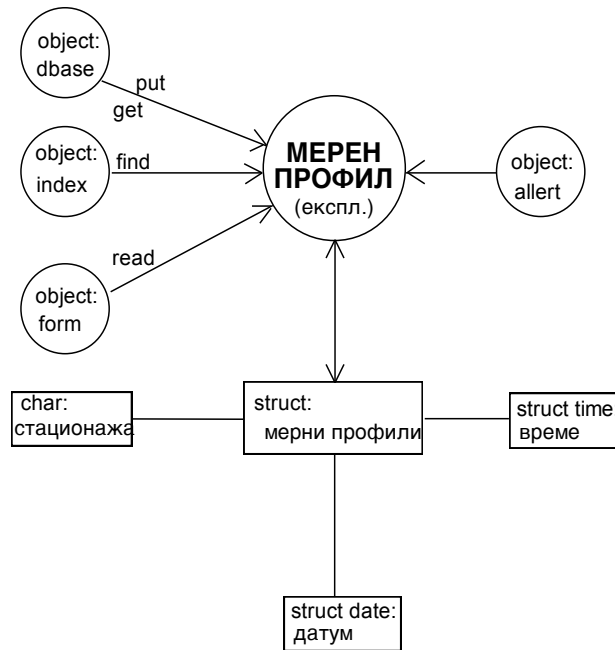 object:
dbase
put
get
object:
index
find
МЕРЕН
ПРОФИЛ
(експл.)
object:
allert
read
object:
form
char:
стационажа
struct:
мерни профили
struct time
време
struct date:
датум